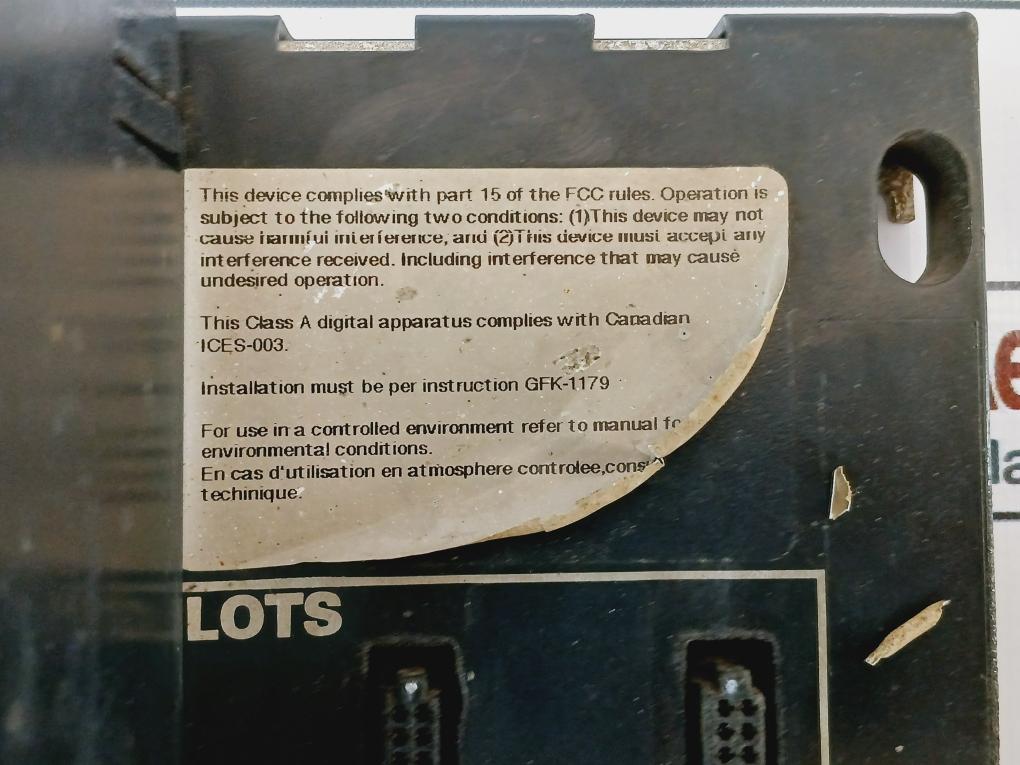 This device complies with part 15 of the FCC rules. Operation is
subject to the following two conditions: (1)This device may not
cause harmful interference, and (2)This device must accept any
interference received. Including interference that may cause
undesired operation.
This Class A digital apparatus complies with Canadian
ICES-003.
Installation must be per instruction GFK-1179
For use in a controlled environment refer to manual
environmental conditions.
En cas d'utilisation en atmosphere controlee,
techinique.
LOTS